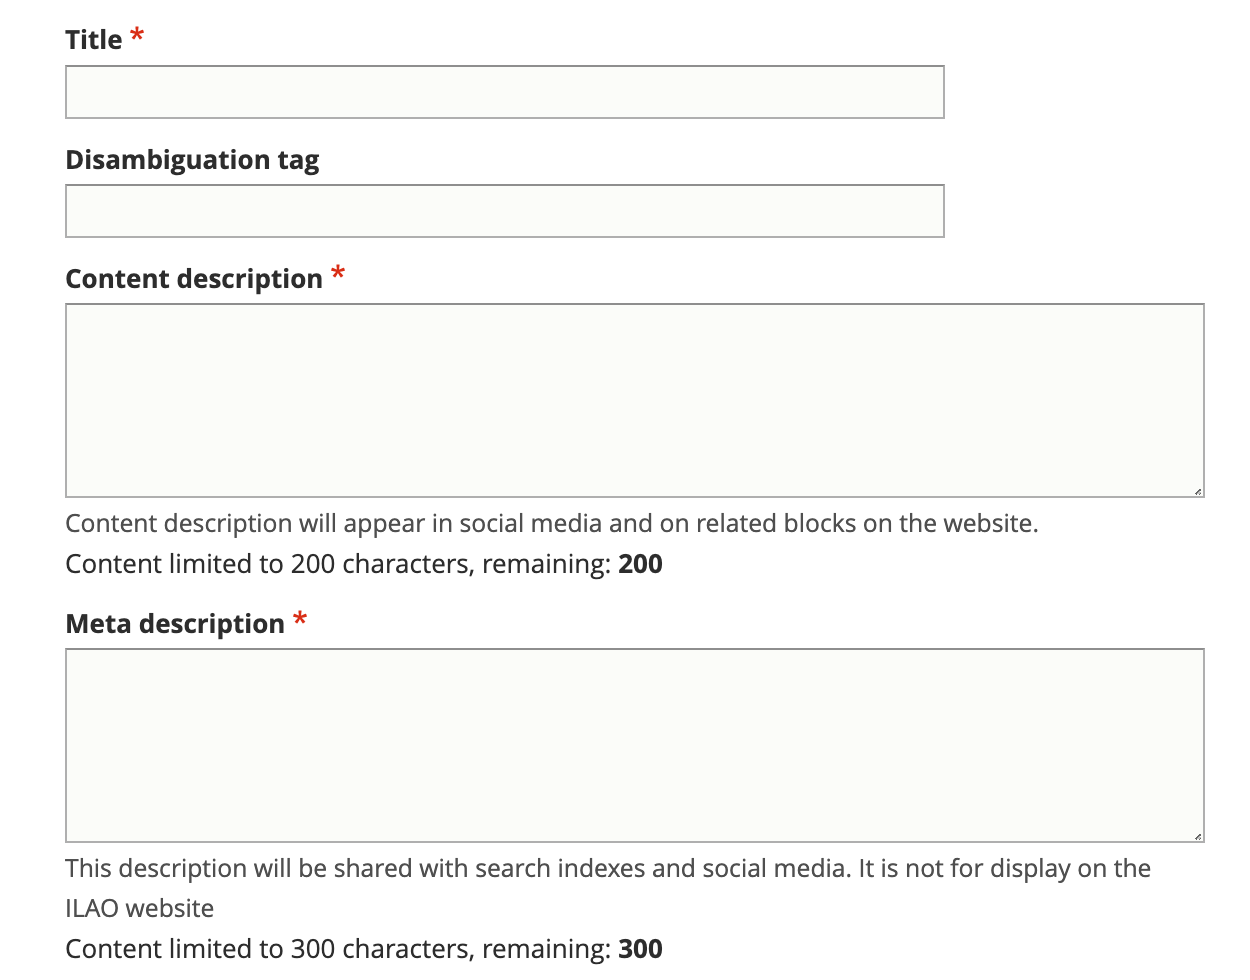 Title *
Disambiguation tag
Content description *
Content description will appear in social media and on related blocks on the website.
Content limited to 200 characters, remaining: 200
Meta description *
This description will be shared with search indexes and social media. It is not for display on the
ILAO website
Content limited to 300 characters, remaining: 300